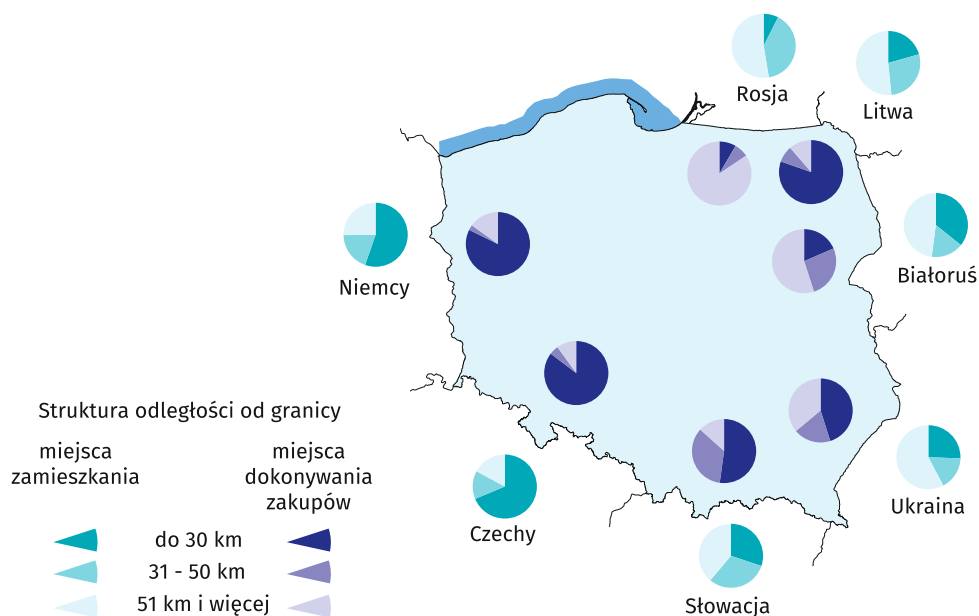 Rosja
Litwa
Niemcy
Białoruś
Struktura odległości od granicy
miejsca
zamieszkania
miejsca
dokonywania
zakupów
Czechy
Ukraina
Słowacja
do 30 km
31 - 50 km
51 km i więcej